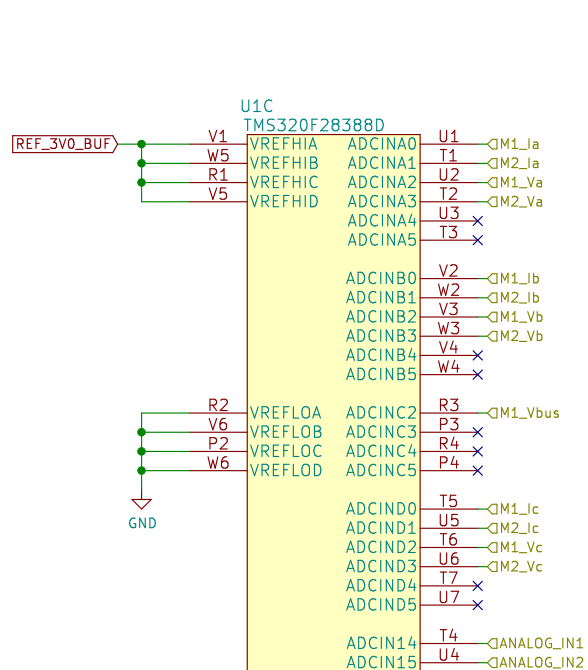 U1C
TMS320F28388D
REF_3V0_BUF V1 VREFHIA ADCINA0 U1 M1_Ia
W5 VREFHIB ADCINA1 T1 M2_Ia
R1 VREFHIC ADCINA2 U2 M1_Va
V5 VREFHID ADCINA3 T2 M2_Va
ADCINA4 U3
ADCINA5 T3
ADCINB0 V2 M1_Ib
ADCINB1 W2 M2_Ib
ADCINB2 V3 M1_Vb
ADCINB3 W3 M2_Vb
ADCINB4 V4
ADCINB5 W4
R2 VREFLOA ADCINC2 R3 M1_Vbus
V6 VREFLOB ADCINC3 P3
P2 VREFLOC ADCINC4 R4
W6 VREFLOD ADCINC5 P4
GND
ADCIND0 T5 M1_Ic
ADCIND1 U5 M2_Ic
ADCIND2 T6 M1_Vc
ADCIND3 U6 M2_Vc
ADCIND4 T7
ADCIND5 U7
ADCIN14 T4 ANALOG_IN1
ADCIN15 U4 ANALOG_IN2